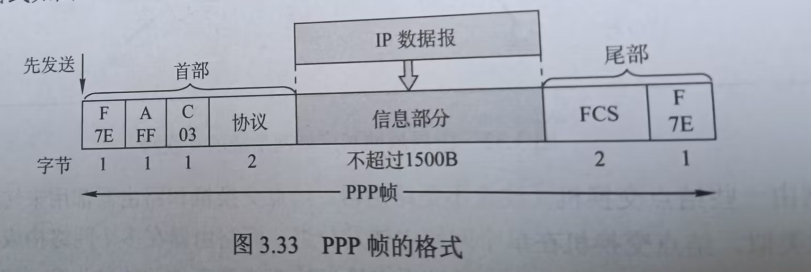 IP 数据报
先发送
首部
尾部
F
7E
A
FF
C
03
协议
信息部分
FCS
F
7E
字节
1
1
1
2
不超过1500B
2
1
PPP帧
图 3.33 PPP 帧的格式